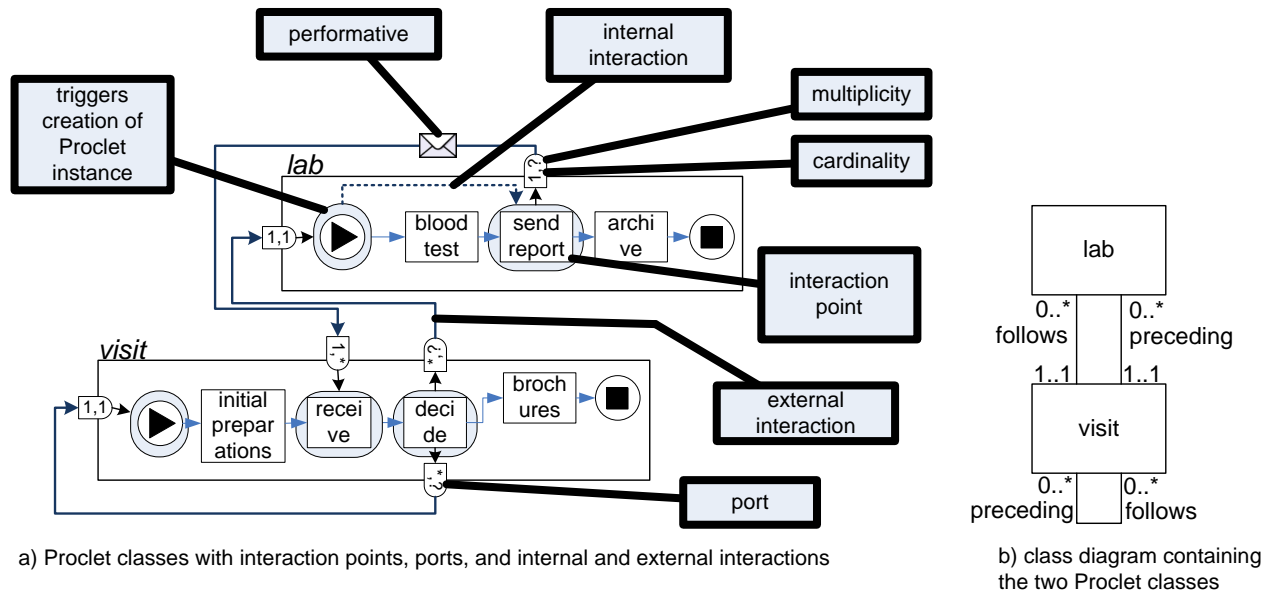 performative
internal
interaction
triggers
creation of
Proclet
instance
multiplicity
cardinality
lab
1,?
1,1
blood
test
send
report
archi
ve
interaction
point
visit
1,*
?,*
1,1
initial
prepar
ations
recei
ve
deci
de
broch
ures
external
interaction
*,?
port
a) Proclet classes with interaction points, ports, and internal and external interactions
lab
0..*
0..*
follows
preceding
1..1
1..1
visit
0..*
0..*
preceding
follows
b) class diagram containing
the two Proclet classes